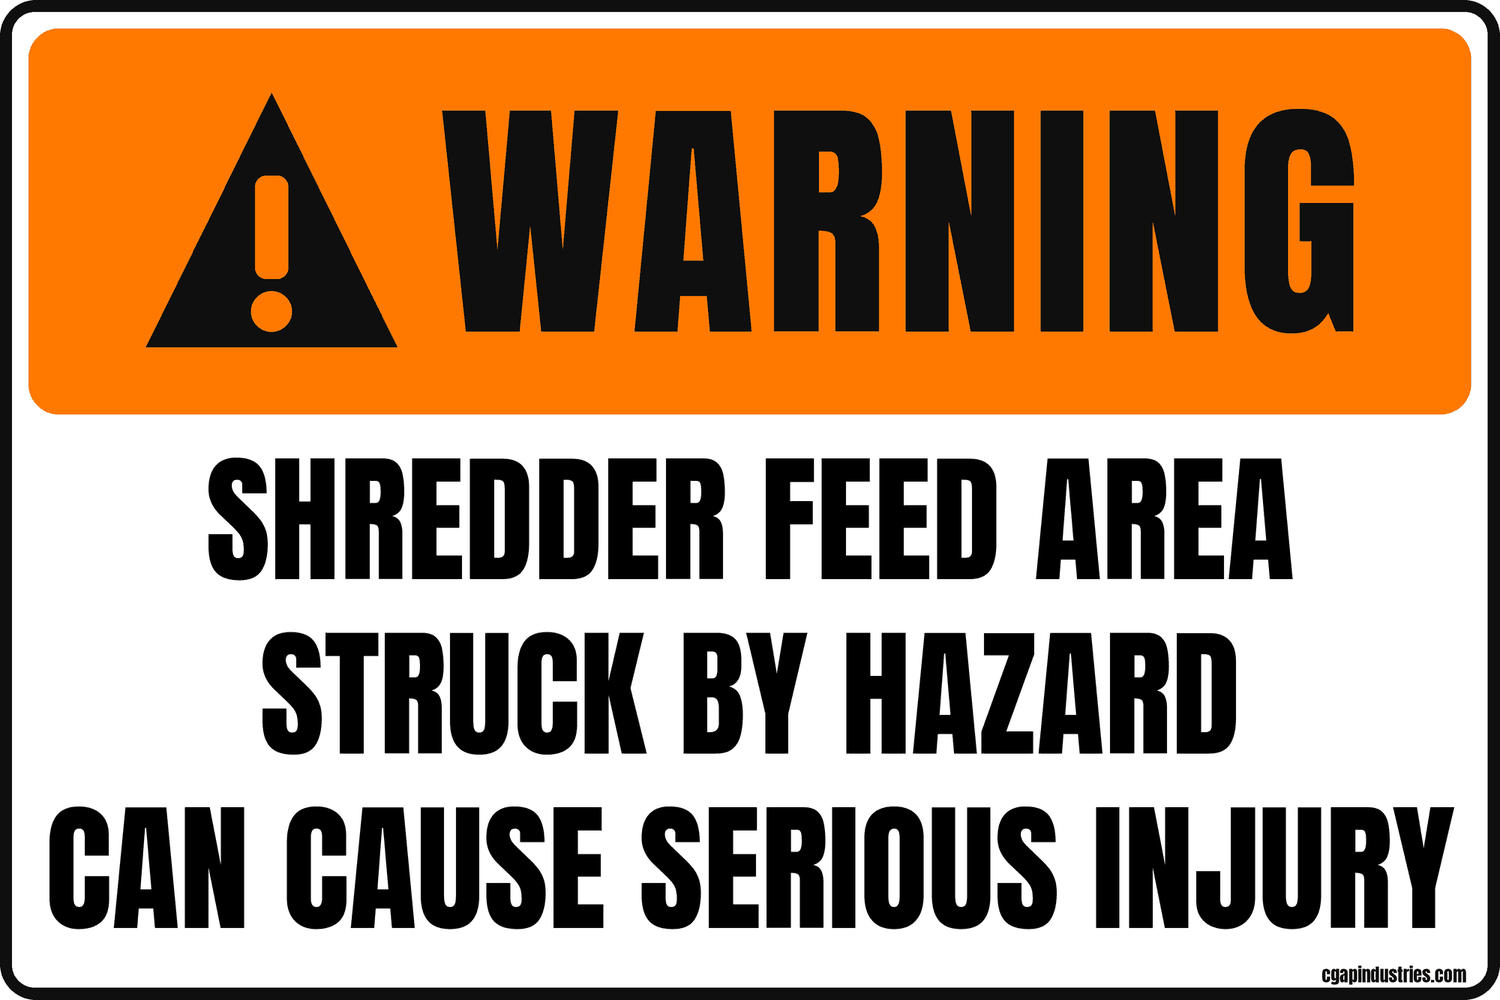 WARNING
SHREDDER FEED AREA
STRUCK BY HAZARD
CAN CAUSE SERIOUS INJURY
cgapindustries.com